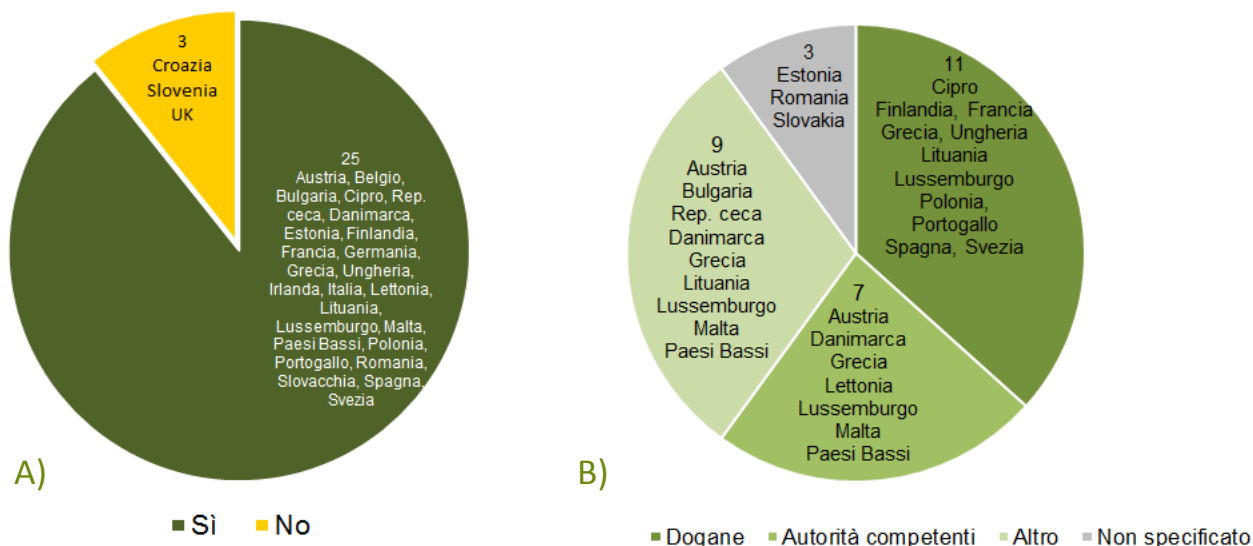 3
Croazia
Slovenia
UK
25
Austria, Belgio,
Bulgaria, Cipro, Rep.
ceca, Danimarca,
Estonia, Finlandia,
Francia, Germania,
Grecia, Ungheria,
Irlanda, Italia, Lettonia,
Lituania,
Lussemburgo, Malta,
Paesi Bassi, Polonia,
Portogallo, Romania,
Slovacchia, Spagna,
Svezia
A)
Sì
No
3
Estonia
Romania
Slovakia
11
Cipro
Finlandia, Francia
Grecia, Ungheria
Lituania
Lussemburgo
Polonia,
Portogallo
Spagna, Svezia
9
Austria
Bulgaria
Rep. ceca
Danimarca
Grecia
Lituania
Lussemburgo
Malta
Paesi Bassi
7
Austria
Danimarca
Grecia
Lettonia
Lussemburgo
Malta
Paesi Bassi
B)
Dogane
Autorità competenti
Altro
Non specificato